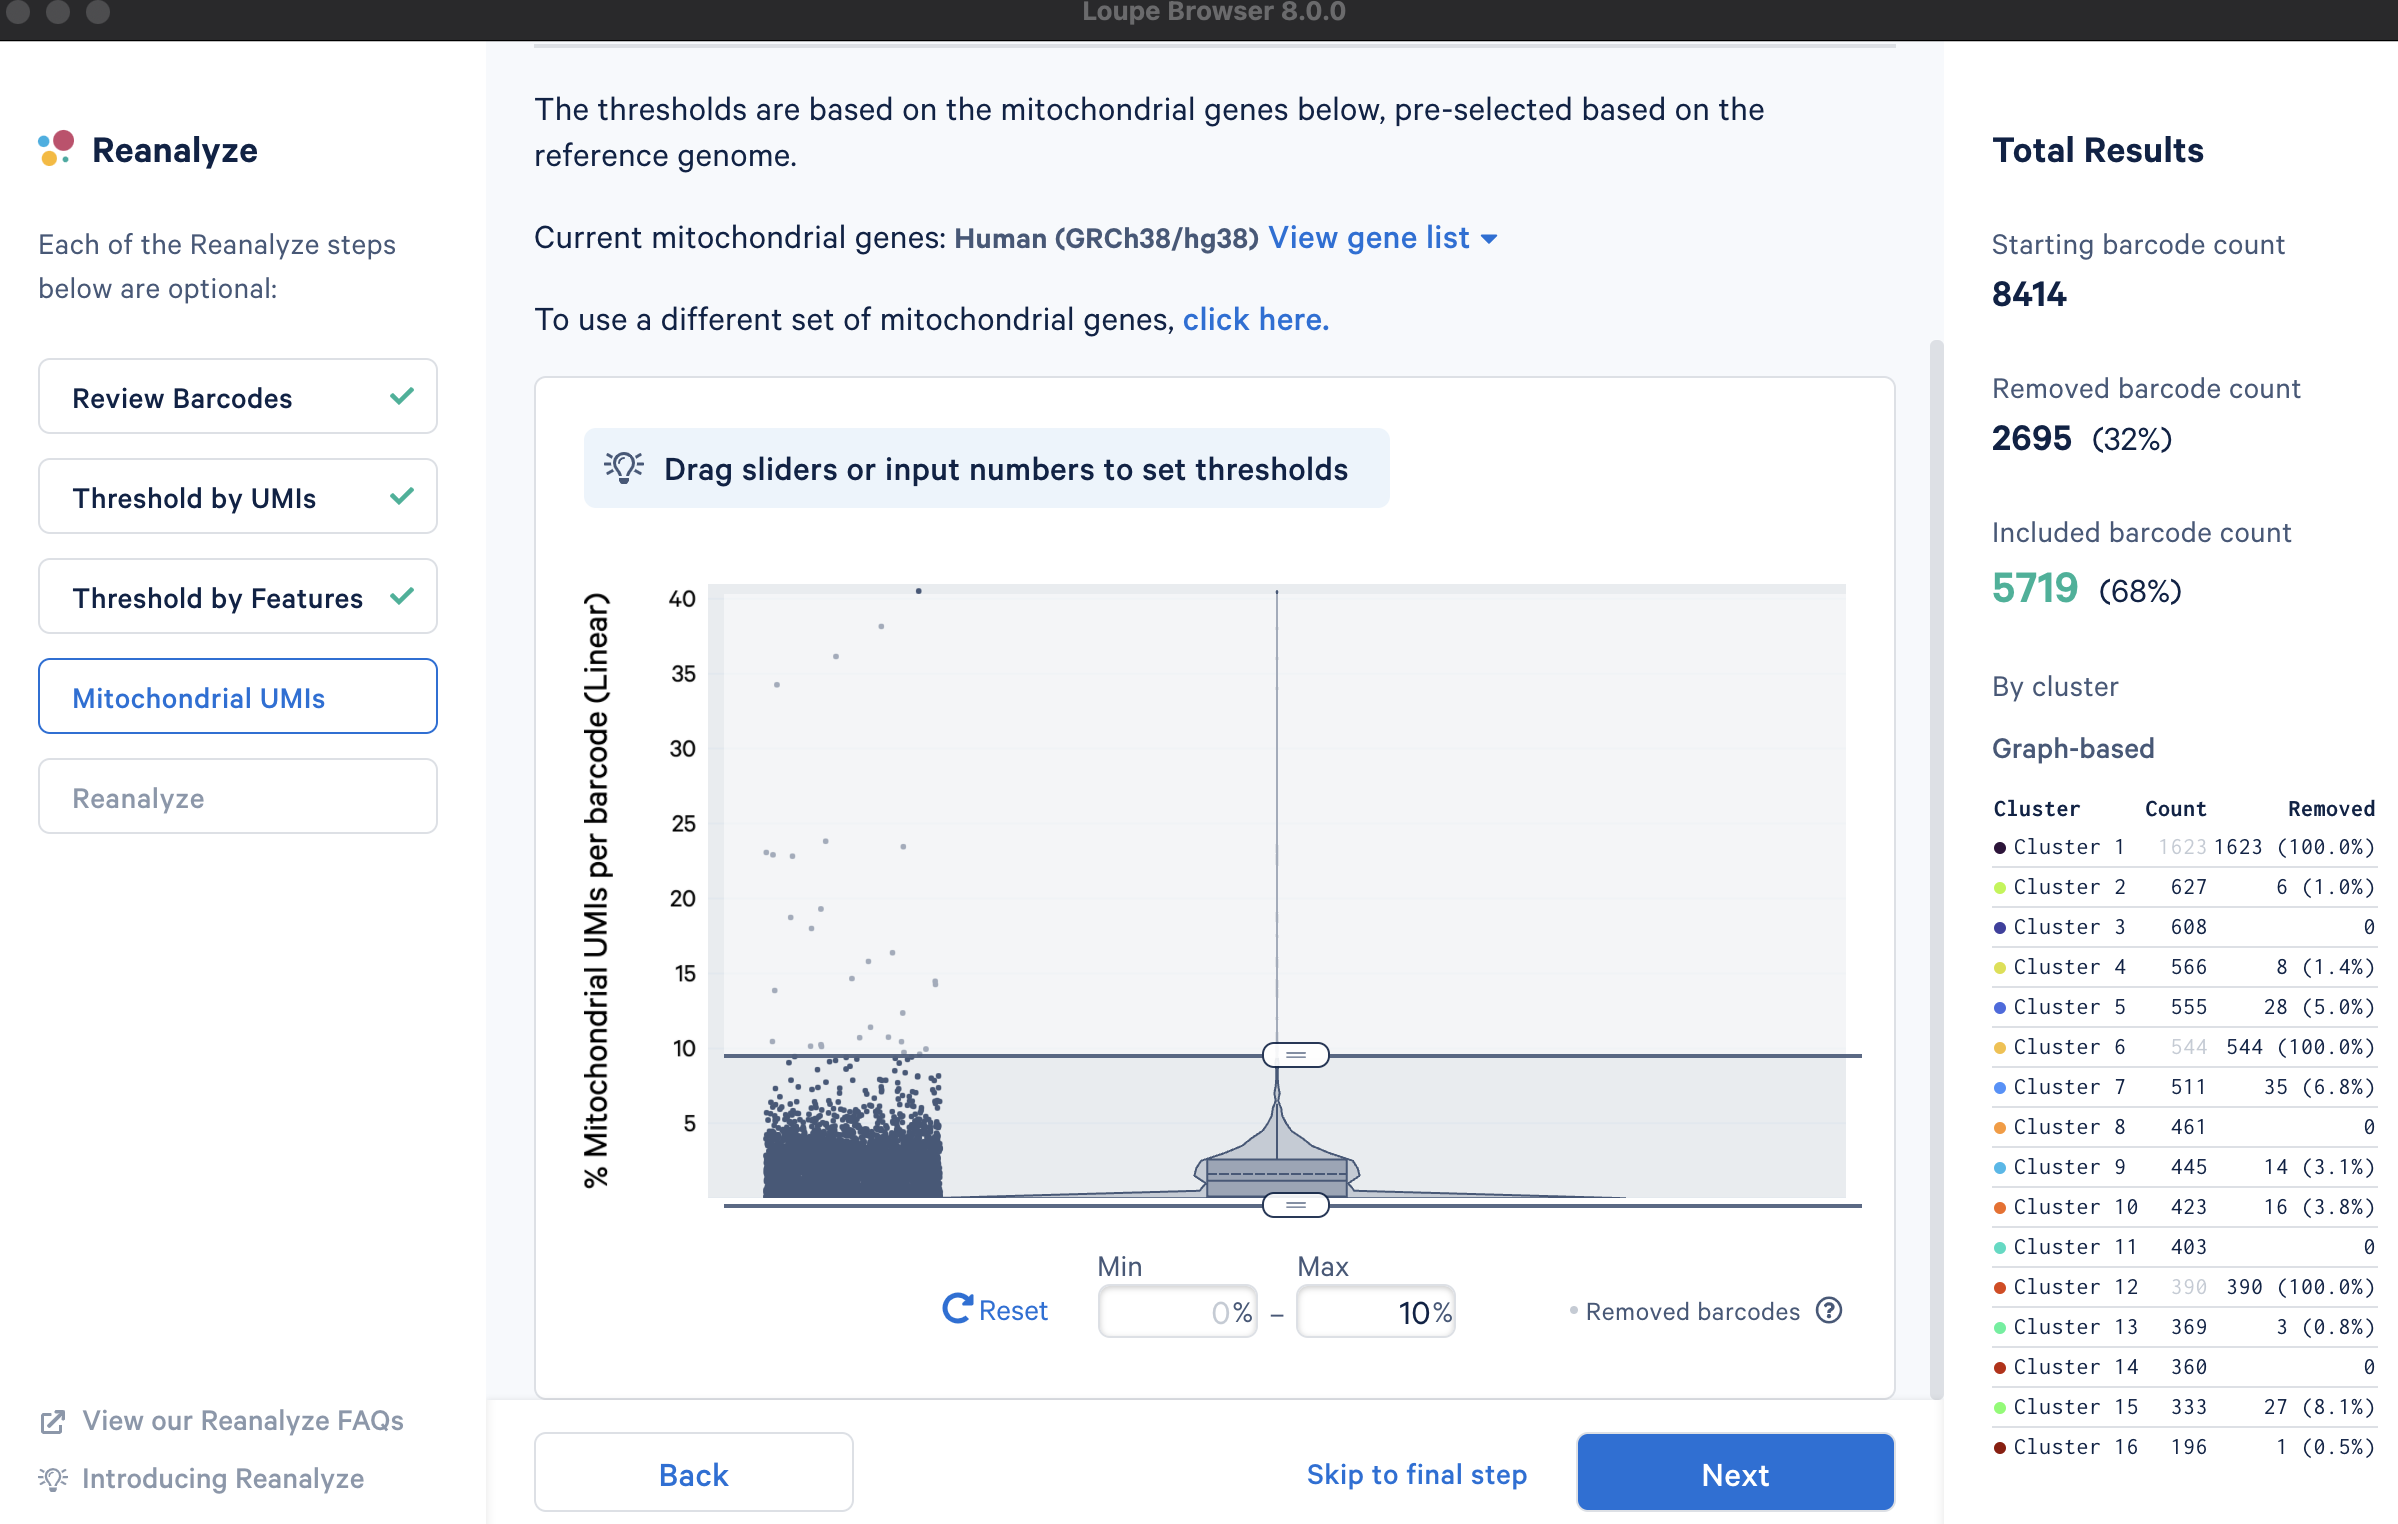 Loupe Browser 8.0.0
Reanalyze
Each of the Reanalyze steps
below are optional:
Review Barcodes
Threshold by UMIs
Threshold by Features
Mitochondrial UMIs
Reanalyze
View our Reanalyze FAQs
Introducing Reanalyze
The thresholds are based on the mitochondrial genes below, pre-selected based on the
reference genome.
Current mitochondrial genes: Human (GRCh38/hg38) View gene list
To use a different set of mitochondrial genes, click here.
Drag sliders or input numbers to set thresholds
% Mitochondrial UMIs per barcode (Linear)
40
35
30
25
20
15
10
5
Min
Max
Reset
0%
–
10%
Removed barcodes
?
Back
Skip to final step
Next
Total Results
Starting barcode count
8414
Removed barcode count
2695 (32%)
Included barcode count
5719 (68%)
By cluster
Graph-based
Cluster Count Removed
Cluster 1 1623 1623 (100.0%)
Cluster 2 627 6 (1.0%)
Cluster 3 608 0
Cluster 4 566 8 (1.4%)
Cluster 5 555 28 (5.0%)
Cluster 6 544 544 (100.0%)
Cluster 7 511 35 (6.8%)
Cluster 8 461 0
Cluster 9 445 14 (3.1%)
Cluster 10 423 16 (3.8%)
Cluster 11 403 0
Cluster 12 390 390 (100.0%)
Cluster 13 369 3 (0.8%)
Cluster 14 360 0
Cluster 15 333 27 (8.1%)
Cluster 16 196 1 (0.5%)